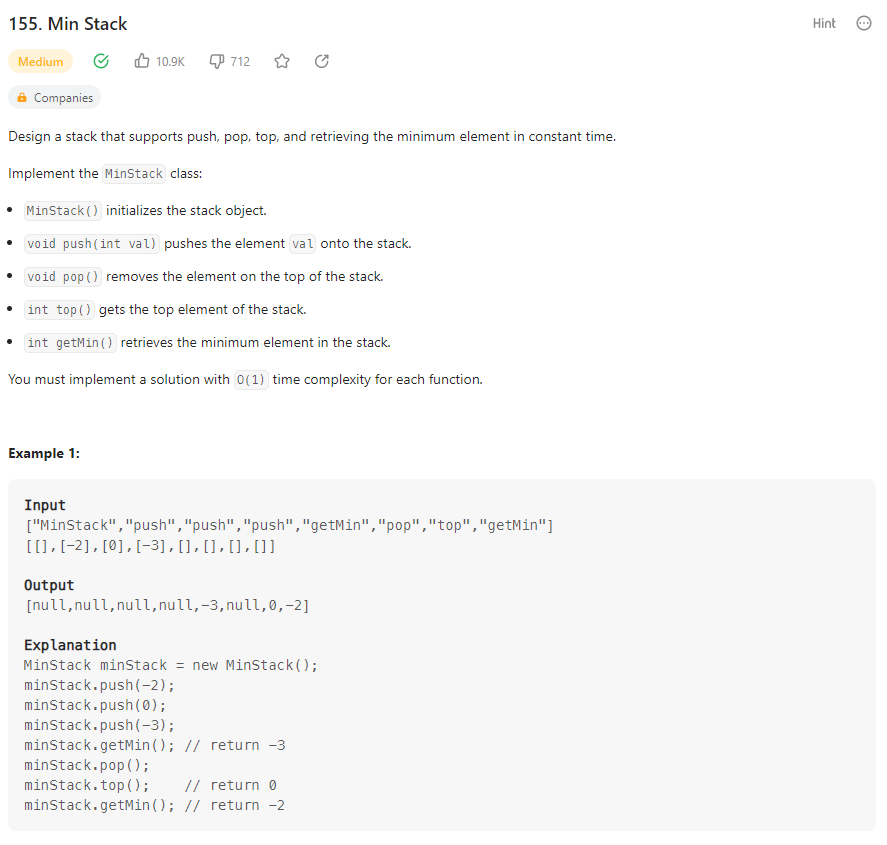 155. Min Stack
Hint
Medium
10.9K
712
Companies
Design a stack that supports push, pop, top, and retrieving the minimum element in constant time.
Implement the MinStack class:
• MinStack() initializes the stack object.
• void push(int val) pushes the element val onto the stack.
• void pop() removes the element on the top of the stack.
• int top() gets the top element of the stack.
• int getMin() retrieves the minimum element in the stack.
You must implement a solution with O(1) time complexity for each function.
Example 1:
Input
["MinStack","push","push","push","getMin","pop","top","getMin"]
[[],[-2],[0],[-3],[],[],[],[]]
Output
[null,null,null,null,-3,null,0,-2]
Explanation
MinStack minStack = new MinStack();
minStack.push(-2);
minStack.push(0);
minStack.push(-3);
minStack.getMin(); // return -3
minStack.pop();
minStack.top();    // return 0
minStack.getMin(); // return -2